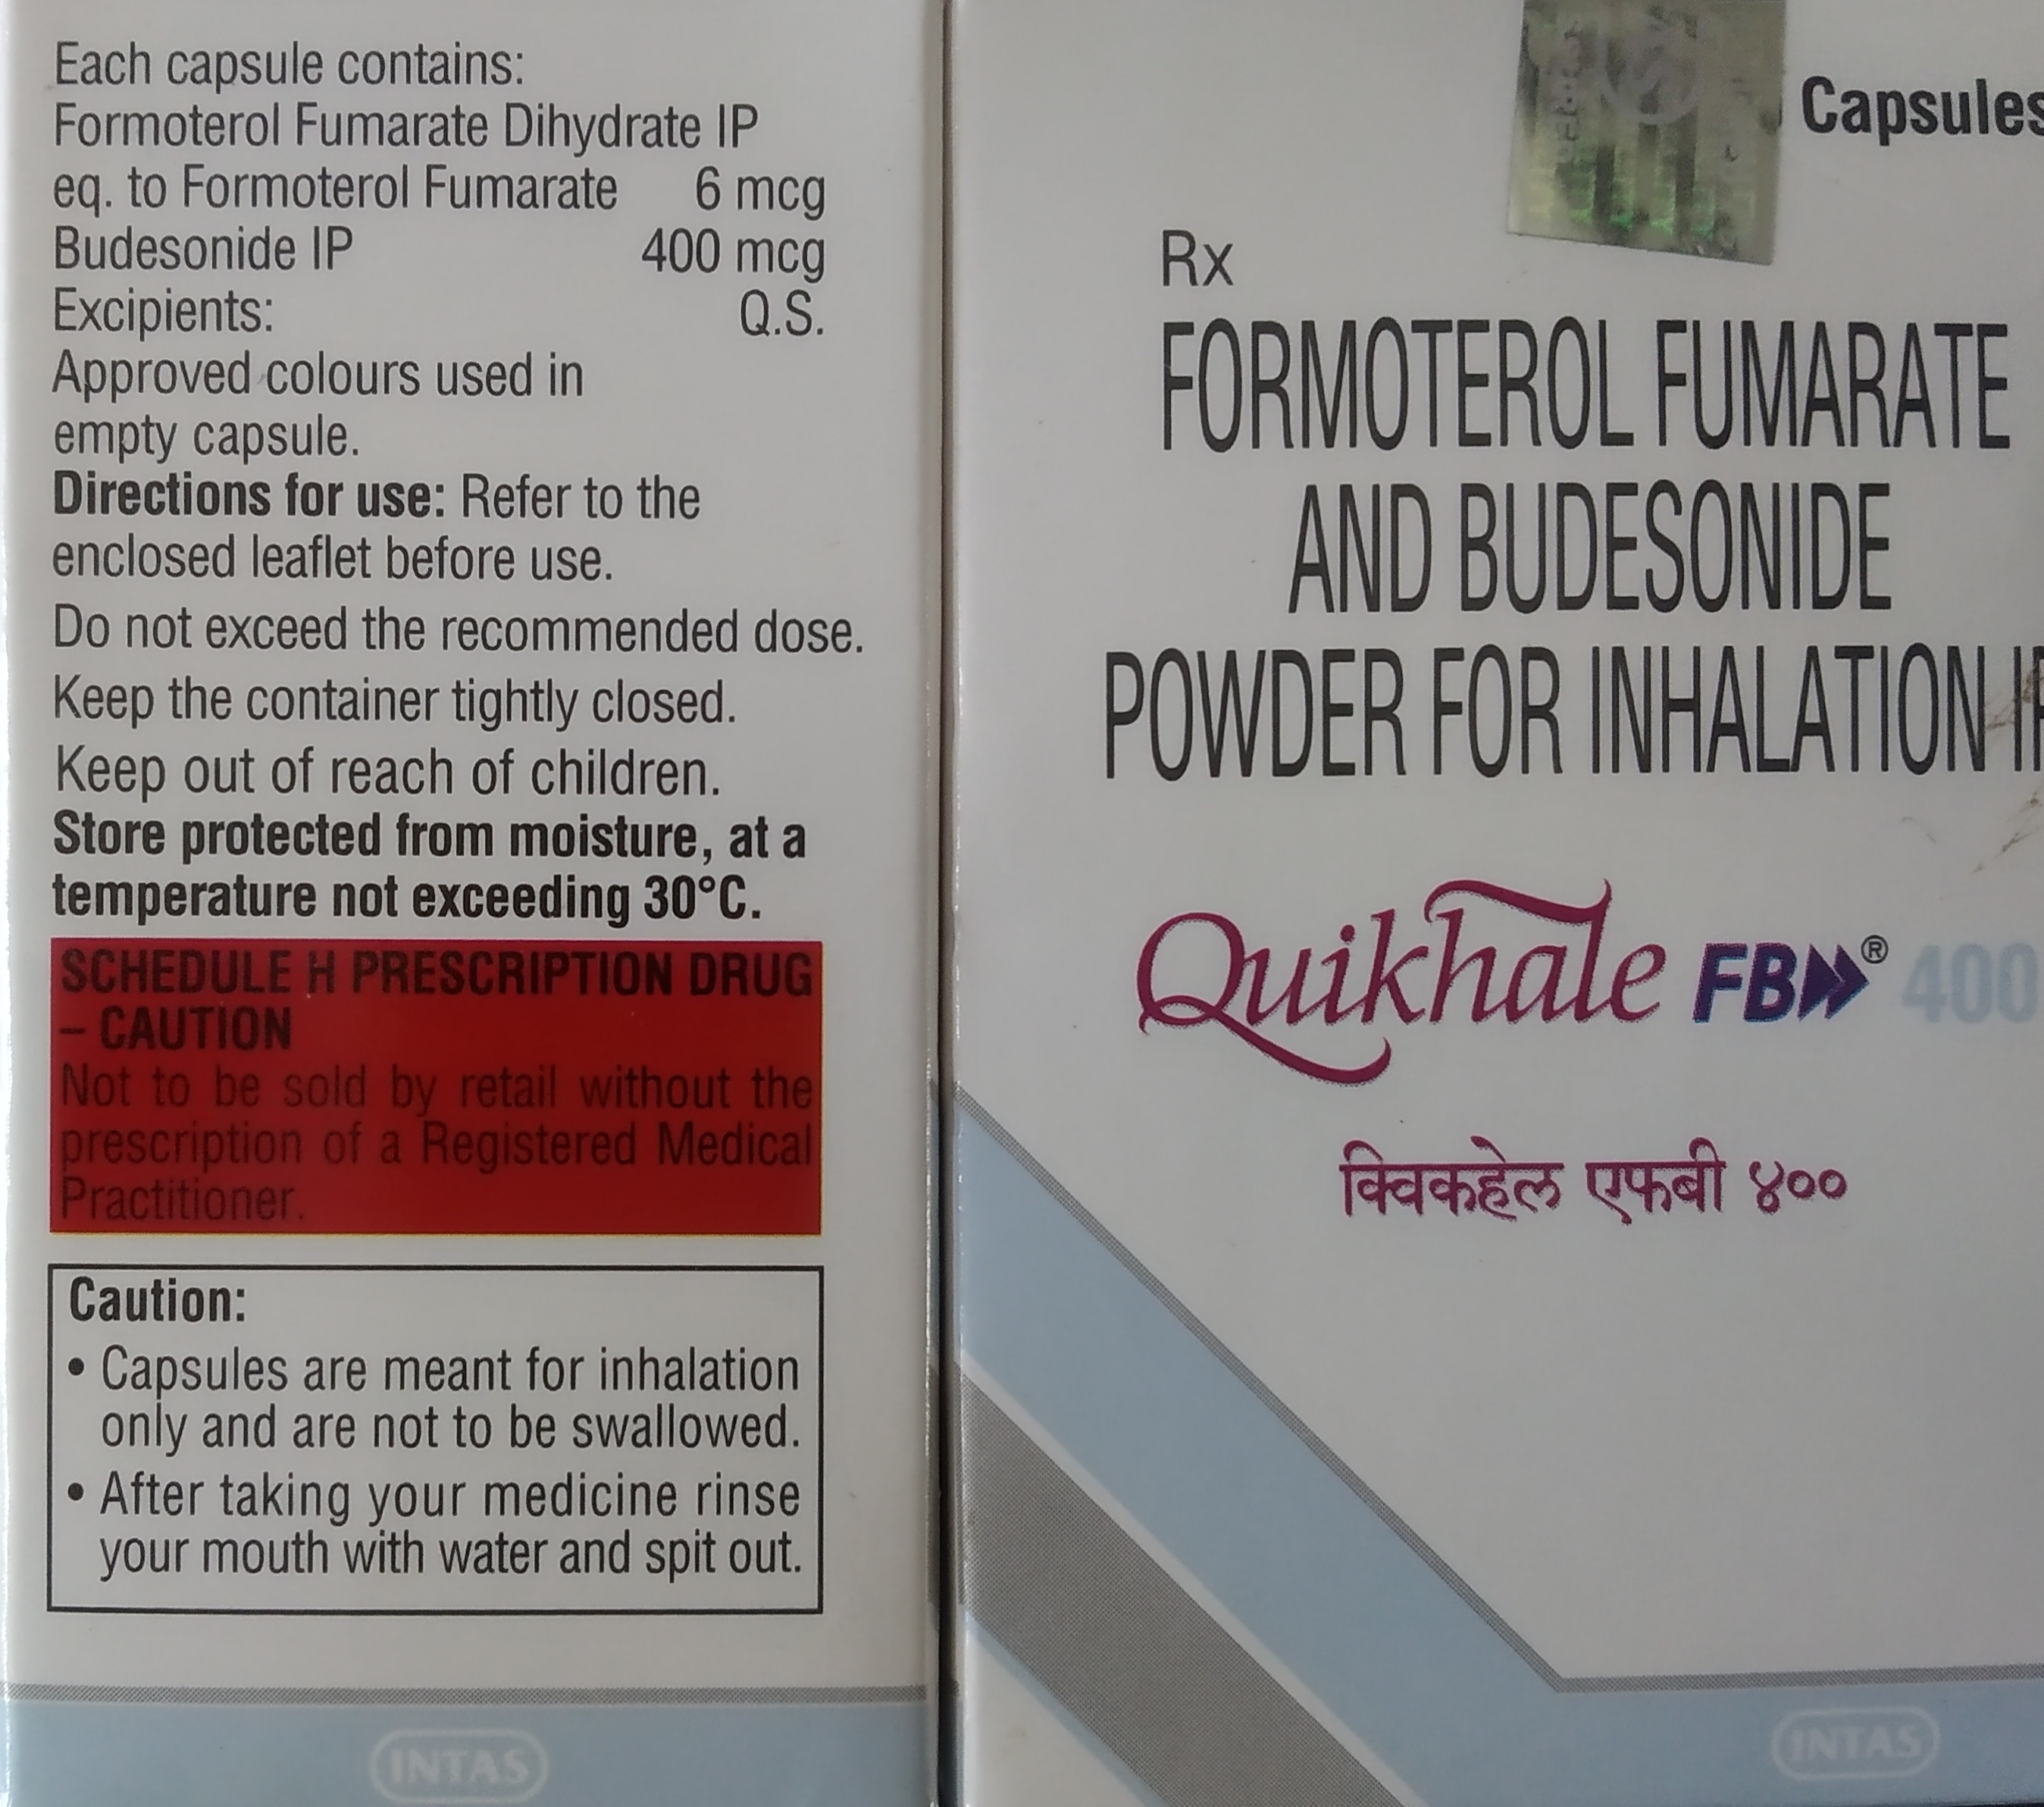 Each capsule contains:
Formoterol Fumarate Dihydrate IP
eq. to Formoterol Fumarate 6 mcg
Budesonide IP 400 mcg
Excipients: Q.S.
Approved colours used in
empty capsule.
Directions for use: Refer to the
enclosed leaflet before use.
Do not exceed the recommended dose.
Keep the container tightly closed.
Keep out of reach of children.
Store protected from moisture, at a
temperature not exceeding 30°C.
SCHEDULE H PRESCRIPTION DRUG
– CAUTION
Not to be sold by retail without the
prescription of a Registered Medical
Practitioner.
Caution:
• Capsules are meant for inhalation
only and are not to be swallowed.
• After taking your medicine rinse
your mouth with water and spit out.
INTAS
Capsules
Rx
FORMOTEROL FUMARATE
AND BUDESONIDE
POWDER FOR INHALATION
Quikhale FB® 400
क्विकहेल एफबी ४००
INTAS